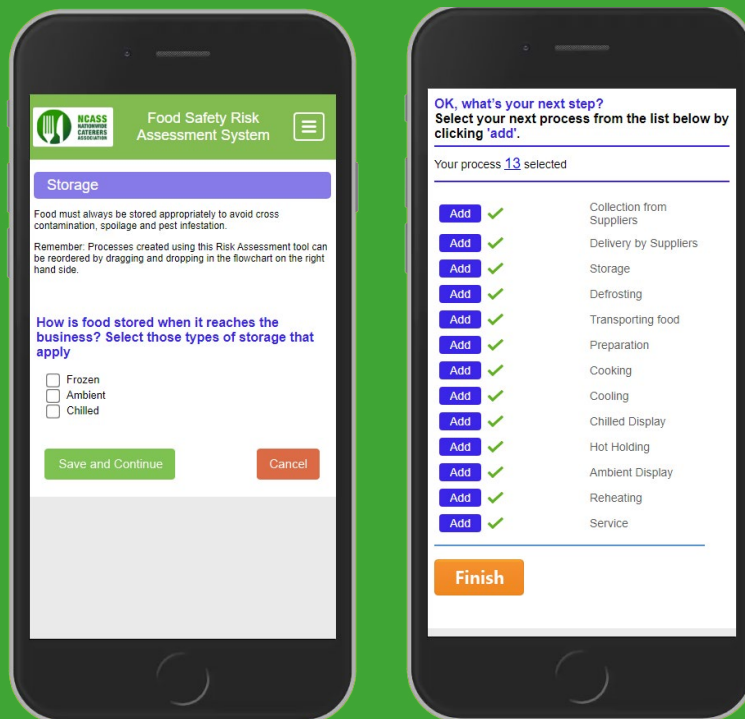 NCASS
NATIONWIDE
CATERERS
ASSOCIATION
Food Safety Risk
Assessment System
Storage
Food must always be stored appropriately to avoid cross
contamination, spoilage and pest infestation.
Remember: Processes created using this Risk Assessment tool can
be reordered by dragging and dropping in the flowchart on the right
hand side.
How is food stored when it reaches the
business? Select those types of storage that
apply
Frozen
Ambient
Chilled
Save and Continue
Cancel
OK, what's your next step?
Select your next process from the list below by
clicking 'add'.
Your process 13 selected
Add Collection from
Suppliers
Add Delivery by Suppliers
Add Storage
Add Defrosting
Add Transporting food
Add Preparation
Add Cooking
Add Cooling
Add Chilled Display
Add Hot Holding
Add Ambient Display
Add Reheating
Add Service
Finish